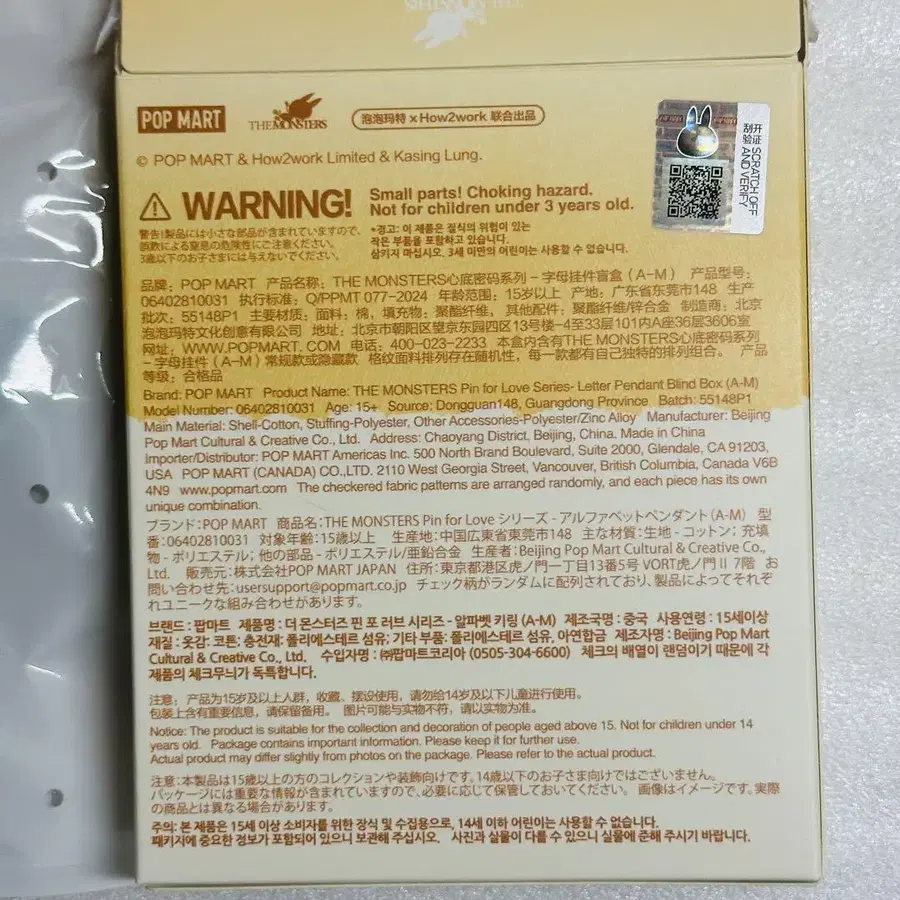 POP MART THE MONSTERS 泡泡玛特 × How2work 联合出品
© POP MART & How2work Limited & Kasing Lung.
刮开验证 SCRATCH OFF AND VERIFY
WARNING! Small parts! Choking hazard.
Not for children under 3 years old.
警告!製品には小さな部品が含まれていますので、
誤飲による窒息の危険性にご注意ください。
3歳以下のお子さまには与えないでください。
*경고: 이 제품은 질식의 위험이 있는
작은 부품을 포함하고 있습니다.
삼키지 마십시오. 3세 미만의 어린이는 사용할 수 없습니다.
品牌：POP MART 产品名称：THE MONSTERS心底密码系列－字母挂件盲盒（A-M） 产品型号：
06402810031 执行标准：Q/PPMT 077-2024 年龄范围：15岁以上 产地：广东省东莞市148 生产
批次：55148P1 主要材质：面料：棉，填充物：聚酯纤维， 其他配件：聚酯纤维/锌合金 制造商：北京
泡泡玛特文化创意有限公司 地址：北京市朝阳区望京东园四区13号楼-4至33层101内A座36层3606室
网址：WWW.POPMART.COM 电话：400-023-2233 本盒内含有THE MONSTERS心底密码系列
－字母挂件（A-M）常规款或隐藏款 格纹面料排列存在随机性，每一款都有自己独特的排列组合。 产品
等级：合格品
Brand: POP MART Product Name: THE MONSTERS Pin for Love Series- Letter Pendant Blind Box (A-M)
Model Number: 06402810031 Age: 15+ Source: Dongguan148, Guangdong Province Batch: 55148P1
Main Material: Shell-Cotton, Stuffing-Polyester, Other Accessories-Polyester/Zinc Alloy Manufacturer: Beijing
Pop Mart Cultural & Creative Co., Ltd. Address: Chaoyang District, Beijing, China. Made in China
Importer/Distributor: POP MART Americas Inc. 500 North Brand Boulevard, Suite 2000, Glendale, CA 91203,
USA POP MART (CANADA) CO.,LTD. 2110 West Georgia Street, Vancouver, British Columbia, Canada V6B
4N9 www.popmart.com The checkered fabric patterns are arranged randomly, and each piece has its own
unique combination.
ブランド：POP MART 商品名：THE MONSTERS Pin for Love シリーズ - アルファベットペンダント（A-M） 型
番：06402810031 対象年齢：15歳以上 生産地：中国広東省東莞市148 主な材質：生地 - コットン；充填
物 - ポリエステル；他の部品 - ポリエステル/亜鉛合金 生産者：Beijing Pop Mart Cultural & Creative Co.,
Ltd. 販売元：株式会社POP MART JAPAN 住所：東京都港区虎ノ門一丁目13番5号 VORT虎ノ門Ⅱ 7階 お
問い合わせ先：usersupport@popmart.co.jp チェック柄がランダムに配列されており、製品によってそれぞ
れユニークな組み合わせがあります。
브랜드 : 팝마트 제품명 : 더 몬스터즈 핀 포 러브 시리즈 - 알파벳 키링 (A-M) 제조국명 : 중국 사용연령 : 15세이상
재질 : 옷감: 코튼; 충전재: 폴리에스테르 섬유; 기타 부품: 폴리에스테르 섬유, 아연합금 제조자명 : Beijing Pop Mart
Cultural & Creative Co., Ltd. 수입자명 : ㈜팝마트코리아 (0505-304-6600) 체크의 배열이 랜덤이기 때문에 각
제품의 체크무늬가 독특합니다.
注意：产品为15岁及以上人群，收藏、摆设使用，请勿给14岁及以下儿童进行使用。
包装上含有重要信息，请保留备用。 图片可能与实物不符，请以实物为准。
Notice: The product is suitable for the collection and decoration of people aged above 15. Not for children under 14
years old. Package contains important information. Please keep it for further use.
Actual product may differ slightly from photos on the package. Please refer to the actual product.
注意：本製品は15歳以上の方のコレクションや装飾向けです。14歳以下のお子さま向けではございません。
パッケージには重要な情報が含まれていますので、必要に応じて保管しておいてください。 画像はイメージです。実際
の商品とは異なる場合があります。
주의: 본 제품은 15세 이상 소비자를 위한 장식 및 수집용으로, 14세 이하 어린이는 사용할 수 없습니다.
패키지에 중요한 정보가 포함되어 있으니 보관해 주십시오. 사진과 실물이 다를 수 있으니 실물에 준해 주시기 바랍니다.